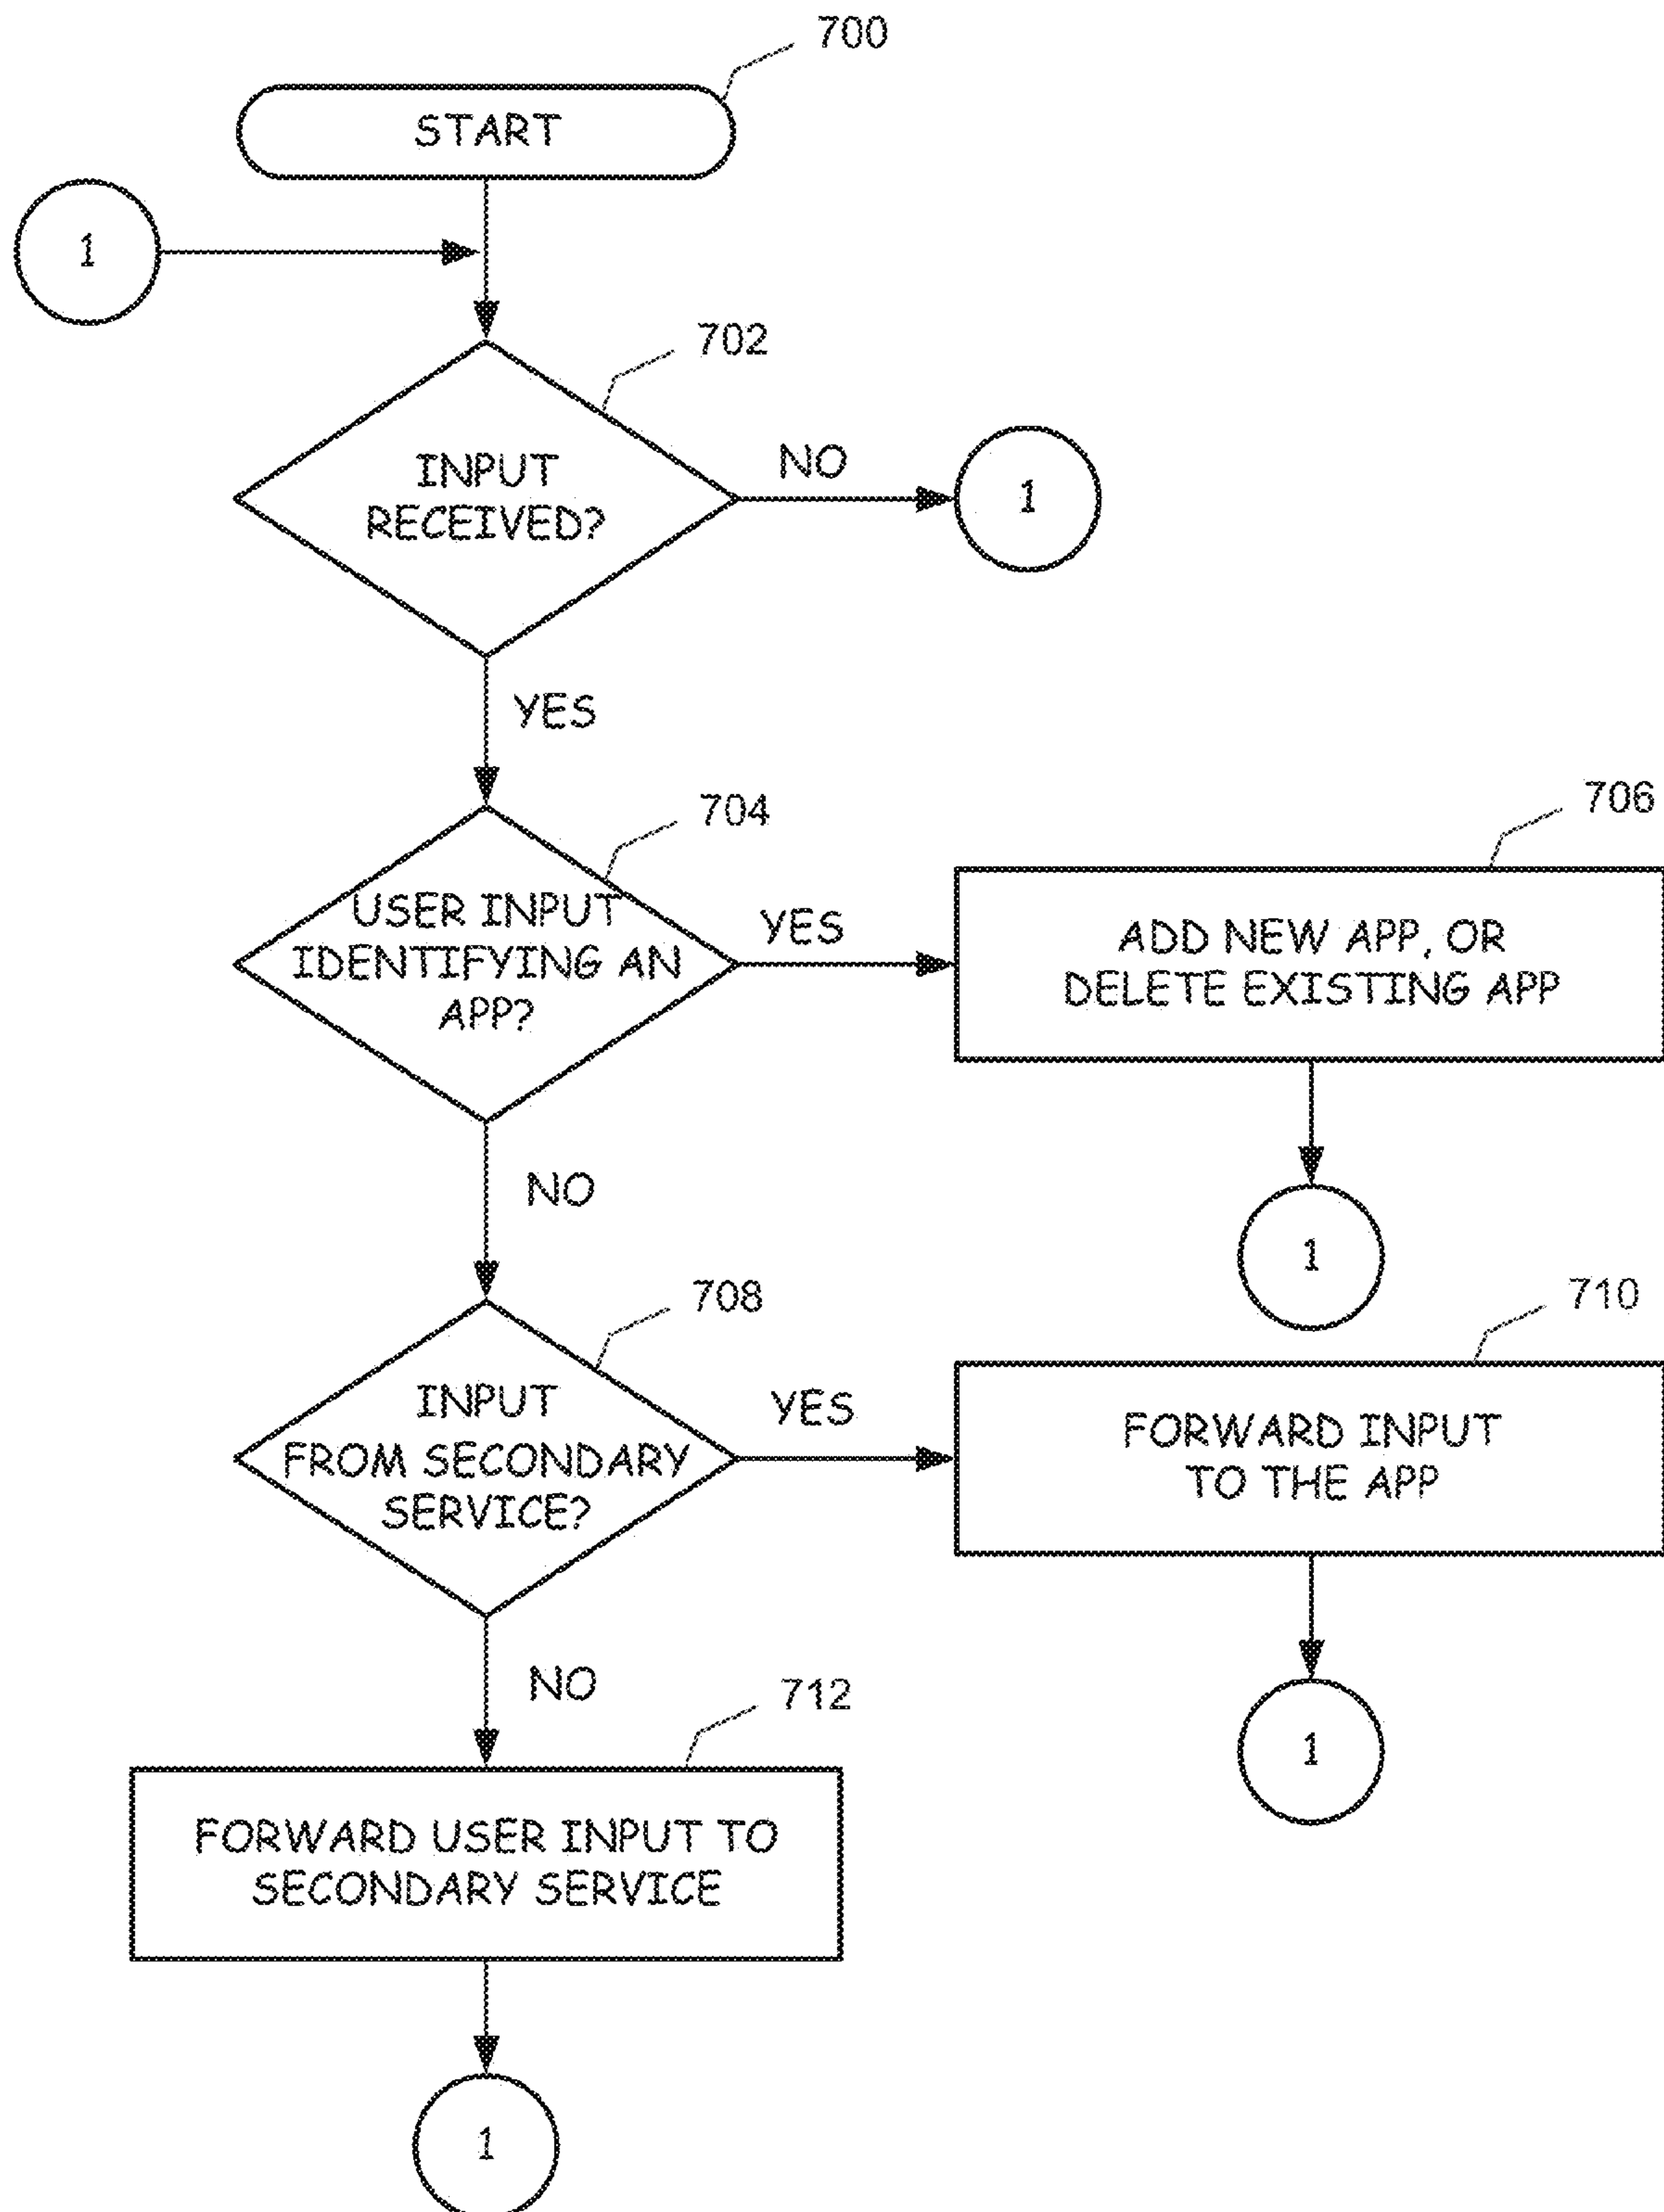 700
START
1
702
INPUT
RECEIVED?
NO
1
YES
704
USER INPUT
IDENTIFYING AN
APP?
YES
706
ADD NEW APP, OR
DELETE EXISTING APP
1
NO
708
INPUT
FROM SECONDARY
SERVICE?
YES
710
FORWARD INPUT
TO THE APP
1
NO
712
FORWARD USER INPUT TO
SECONDARY SERVICE
1